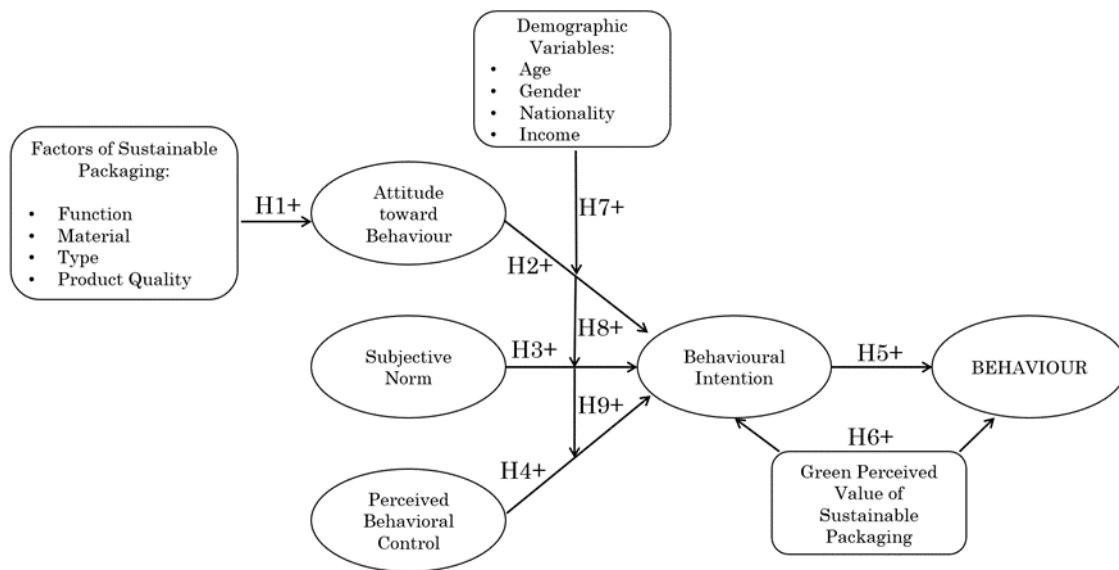 Demographic
Variables:
• Age
• Gender
• Nationality
• Income
Factors of Sustainable
Packaging:
• Function
• Material
• Type
• Product Quality
H1+
Attitude
toward
Behaviour
H7+
H2+
H8+
Subjective
Norm
H3+
Behavioural
Intention
H5+
BEHAVIOUR
H9+
H4+
Perceived
Behavioral
Control
H6+
Green Perceived
Value of
Sustainable
Packaging